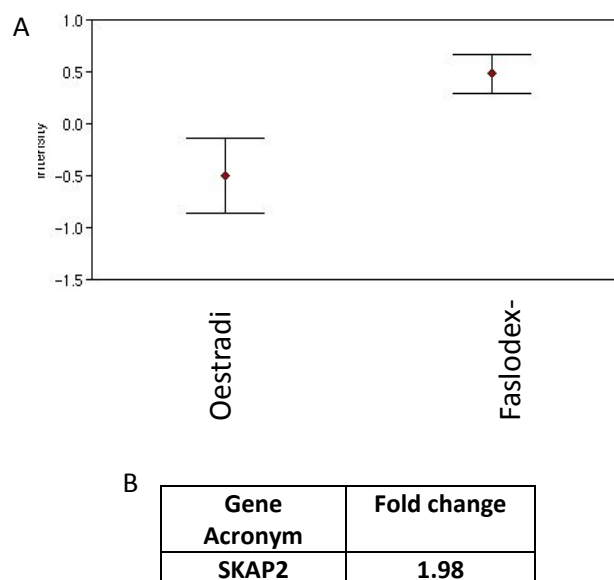 A
1.0
0.5
0.0
-0.5
-1.0
-1.5
intensity
Oestradi
Faslodex-
B
Gene Fold change
Acronym
SKAP2 1.98